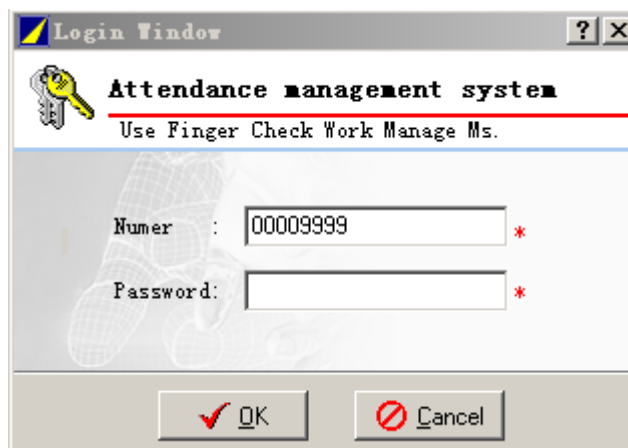 Login Window
Attendance management system
Use Finger Check Work Manage Ms.
Numer : 00009999 *
Password: *
OK Cancel